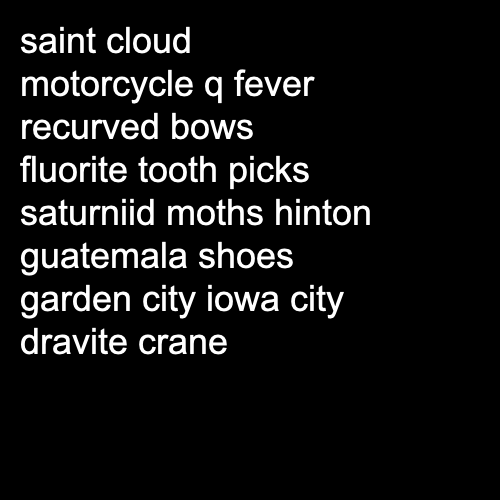 saint cloud
motorcycle q fever
recurved bows
fluorite tooth picks
saturniid moths hinton
guatemala shoes
garden city iowa city
dravite crane